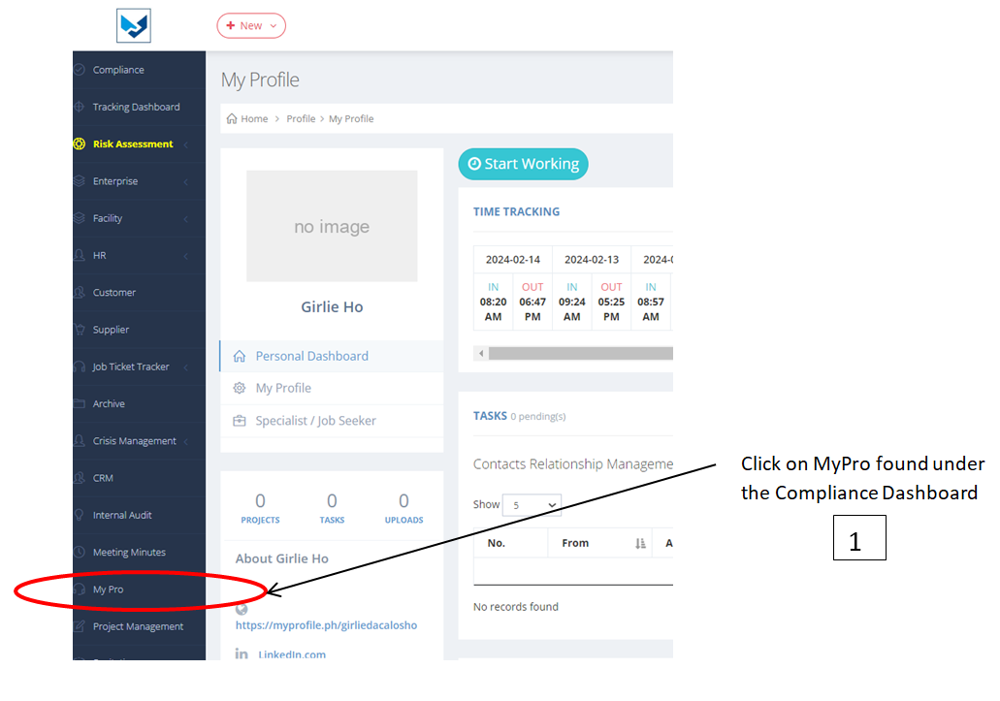 New
Compliance
Tracking Dashboard
Risk Assessment
Enterprise
Facility
HR
Customer
Supplier
Job Ticket Tracker
Archive
Crisis Management
CRM
Internal Audit
Meeting Minutes
My Pro
Project Management
My Profile
Home > Profile > My Profile
no image
Girlie Ho
Personal Dashboard
My Profile
Specialist / Job Seeker
0 0 0
PROJECTS TASKS UPLOADS
About Girlie Ho
https://myprofile.ph/girliedacalosho
LinkedIn.com
Start Working
TIME TRACKING
2024-02-14 2024-02-13 2024-0
IN OUT IN OUT IN
08:20 06:47 09:24 05:25 08:57
AM PM AM PM AM
TASKS 0 pending(s)
Contacts Relationship Manageme
Show 5
No. From A
No records found
Click on MyPro found under
the Compliance Dashboard
1